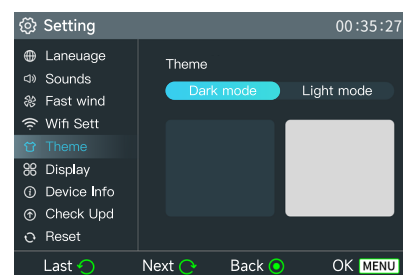 Setting 00:35:27
Laneuage
Sounds
Fast wind
Wifi Sett
Theme
Display
Device Info
Check Upd
Reset
Theme
Dark mode Light mode
Last Next Back OK MENU